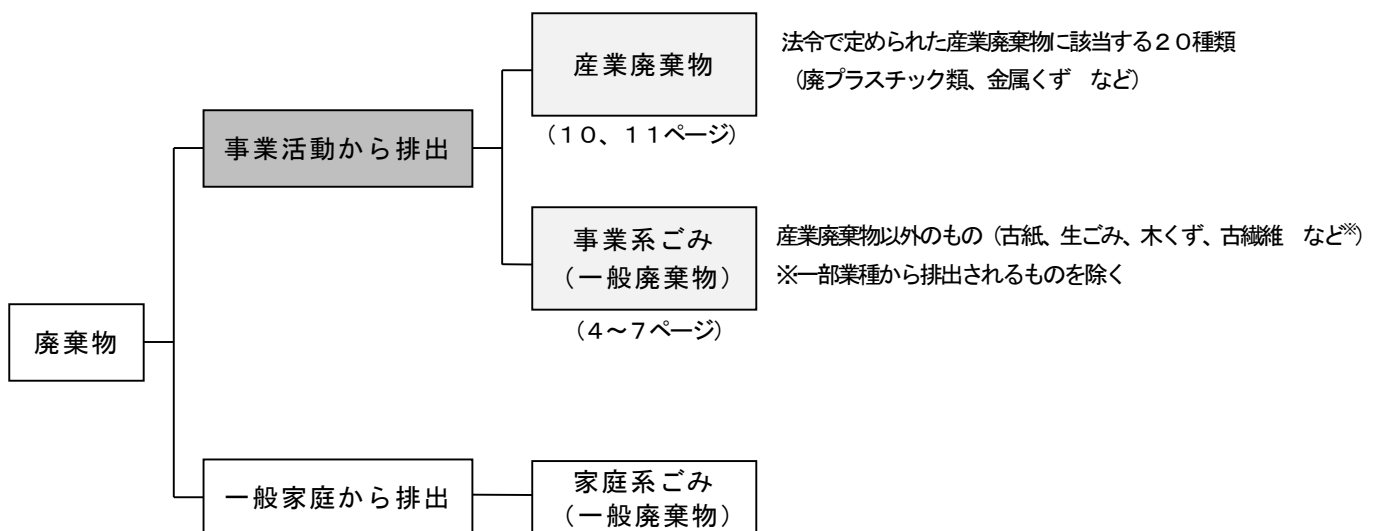 産業廃棄物
(10、11ページ)
法令で定められた産業廃棄物に該当する20種類
(廃プラスチック類、金属くず　など)
事業活動から排出
事業系ごみ
(一般廃棄物)
(4~7ページ)
産業廃棄物以外のもの(古紙、生ごみ、木くず、古繊維　など※)
※一部業種から排出されるものを除く
廃棄物
一般家庭から排出
家庭系ごみ
(一般廃棄物)